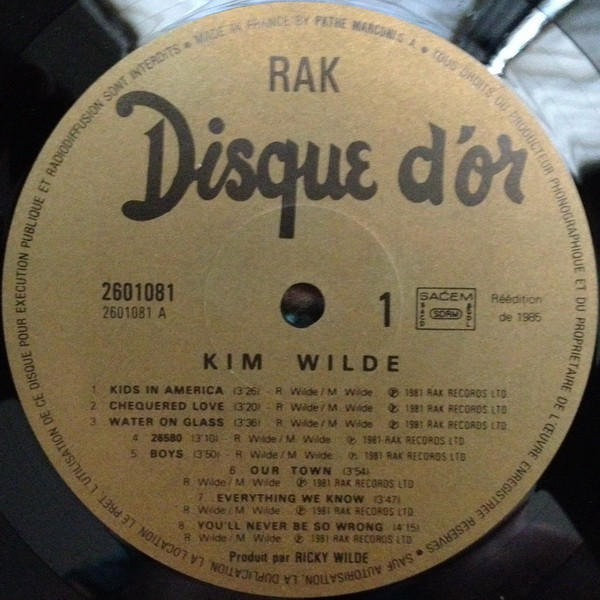 MADE IN FRANCE BY PATHE MARCONI S A • TOUS DROITS DU PRODUCTEUR PHONOGRAPHIQUE ET DU PROPRIETAIRE DE L'ŒUVRE ENREGISTREE RESERVES • SAUF AUTORISATION, LA DUPLICATION, LA LOCATION, LE PRET, L'UTILISATION DE CE DISQUE POUR EXECUTION PUBLIQUE ET RADIODIFFUSION SONT INTERDITS •
RAK
Disque d'or
2601081
2601081 A
1
SACEM
SDRM
Réédition
de 1985
KIM WILDE
1 KIDS IN AMERICA (3'26) - R Wilde / M Wilde ℗ 1981 RAK RECORDS LTD
2 CHEQUERED LOVE (3'20) - R Wilde / M Wilde ℗ 1981 RAK RECORDS LTD
3 WATER ON GLASS (3'36) - R Wilde / M Wilde ℗ 1981 RAK RECORDS LTD
4 26580 (3'10) - R Wilde / M Wilde ℗ 1981 RAK RECORDS LTD
5 BOYS (3'50) - R Wilde / M Wilde ℗ 1981 RAK RECORDS LTD
6 OUR TOWN (3'54)
R Wilde / M Wilde ℗ 1981 RAK RECORDS LTD
7 EVERYTHING WE KNOW (3'47)
R Wilde / M Wilde ℗ 1981 RAK RECORDS LTD
8 YOU'LL NEVER BE SO WRONG (4'15)
R Wilde / M Wilde ℗ 1981 RAK RECORDS LTD
Produit par RICKY WILDE